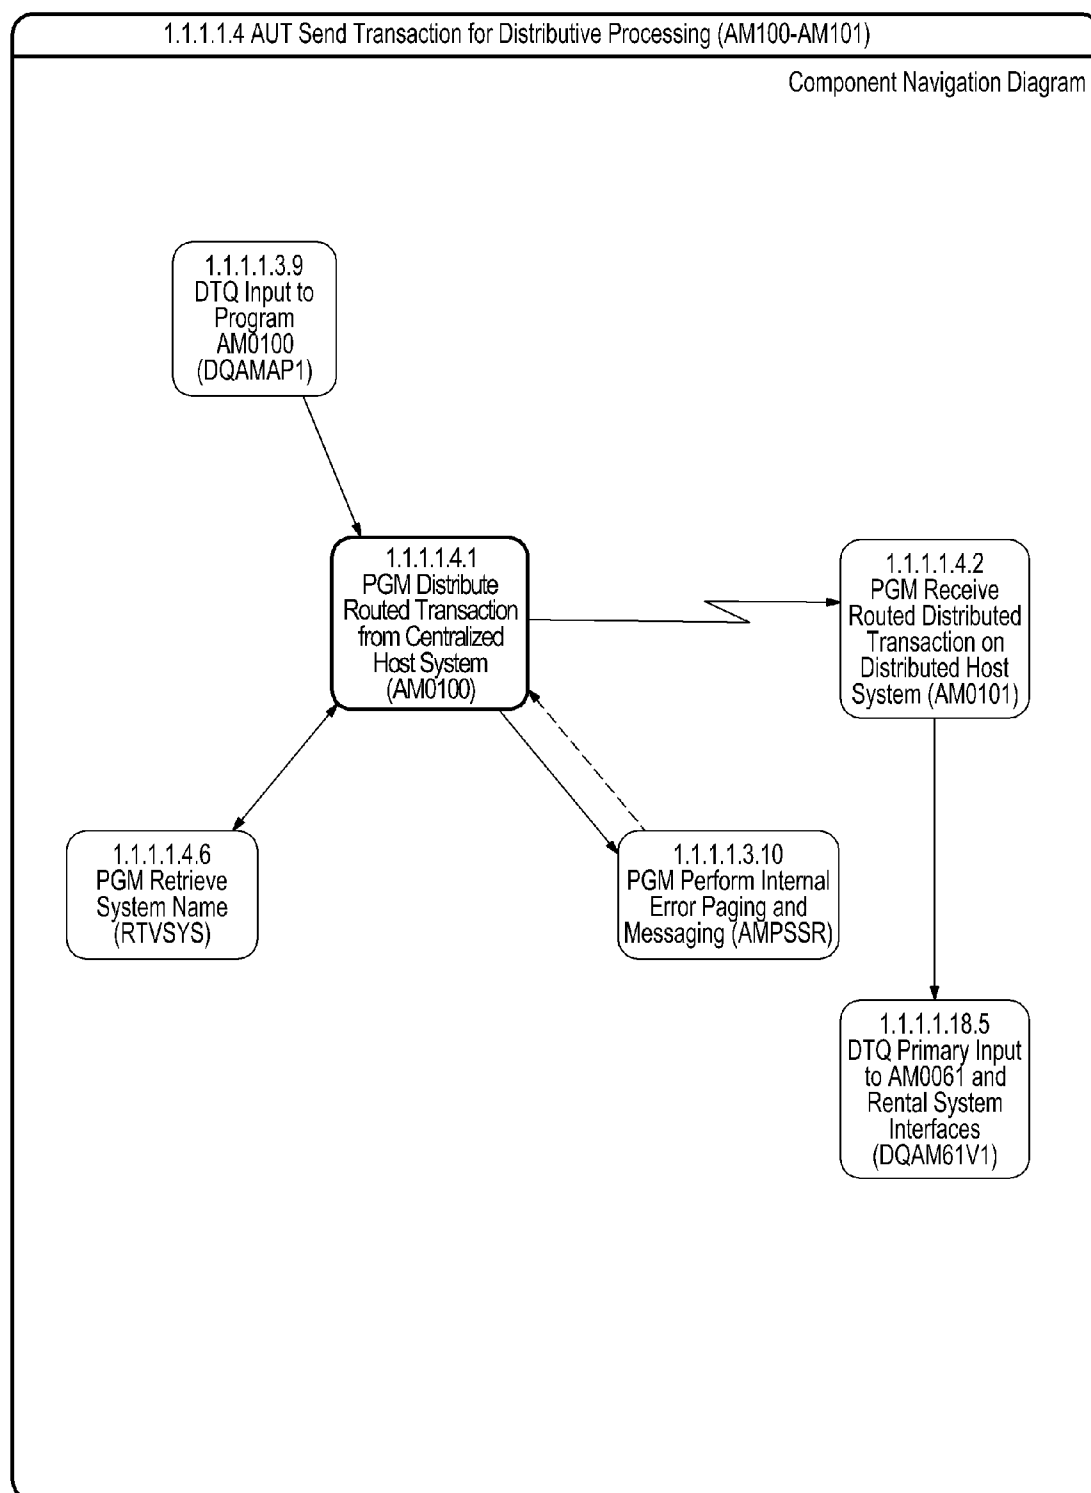 1.1.1.1.4 AUT Send Transaction for Distributive Processing (AM100-AM101)
Component Navigation Diagram
1.1.1.1.3.9
DTQ Input to
Program
AM0100
(DQAMAP1)
1.1.1.1.4.1
PGM Distribute
Routed Transaction
from Centralized
Host System
(AM0100)
1.1.1.1.4.2
PGM Receive
Routed Distributed
Transaction on
Distributed Host
System (AM0101)
1.1.1.1.4.6
PGM Retrieve
System Name
(RTVSYS)
1.1.1.1.3.10
PGM Perform Internal
Error Paging and
Messaging (AMPSSR)
1.1.1.1.18.5
DTQ Primary Input
to AM0061 and
Rental System
Interfaces
(DQAM61V1)